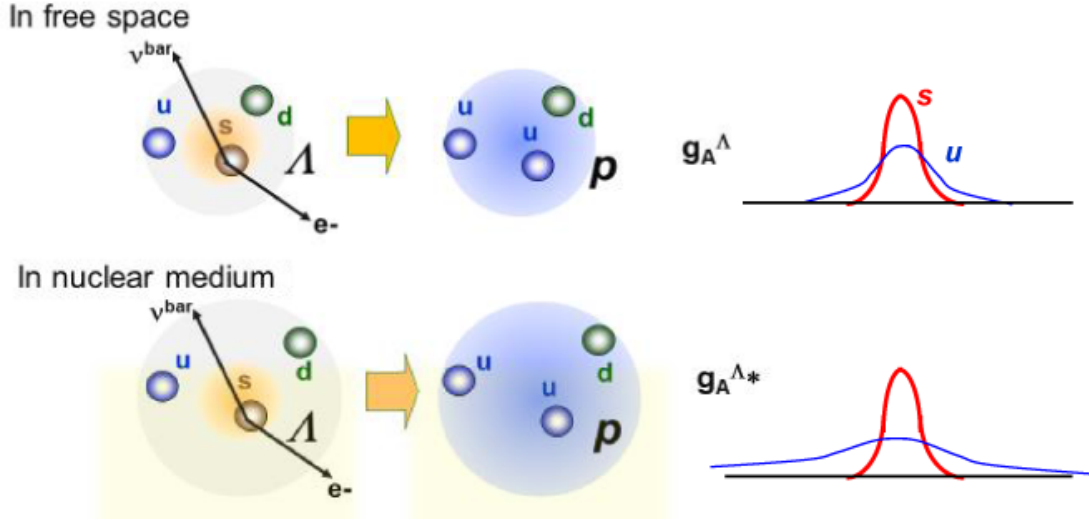 In free space
ν^bar
u
d
s
Λ
e-
u
u
d
p
g_A^Λ
s
u
In nuclear medium
ν^bar
u
d
s
Λ
e-
u
u
d
p
g_A^Λ*